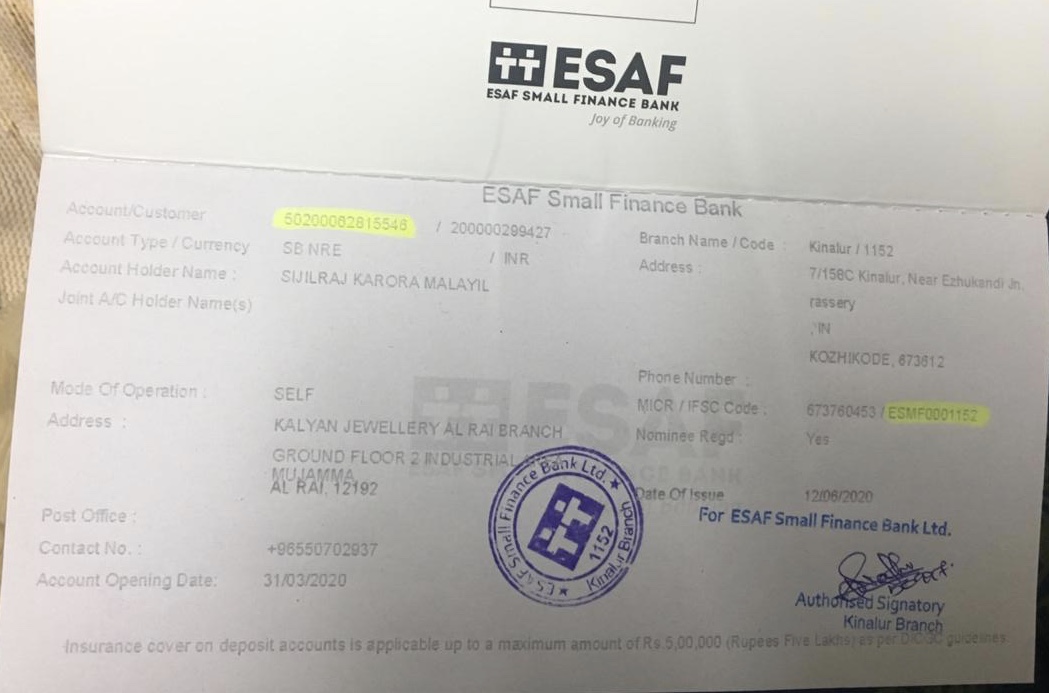 ESAF
ESAF SMALL FINANCE BANK
Joy of Banking
ESAF Small Finance Bank
Account/Customer 50200062815546 / 200000299427
Account Type / Currency SB NRE / INR
Account Holder Name : SIJILRAJ KARORA MALAYIL
Joint A/C Holder Name(s)
Branch Name / Code : Kinalur / 1152
Address : 7/158C Kinalur, Near Ezhukandi Jn,
rassery
,IN
KOZHIKODE, 673612
Mode Of Operation : SELF
Address : KALYAN JEWELLERY AL RAI BRANCH
GROUND FLOOR 2 INDUSTRIAL
MUJAMMA
AL RAI, 12192
Post Office :
Contact No. : +96550702937
Account Opening Date: 31/03/2020
Phone Number :
MICR / IFSC Code : 673760453 / ESMF0001152
Nominee Regd : Yes
Date Of Issue 12/06/2020
ESAF
ESAF Small Finance Bank Ltd.
1152
Kinalur Branch
For ESAF Small Finance Bank Ltd.
Authorised Signatory
Kinalur Branch
Insurance cover on deposit accounts is applicable up to a maximum amount of Rs.5,00,000 (Rupees Five Lakhs) as per DICGC guidelines